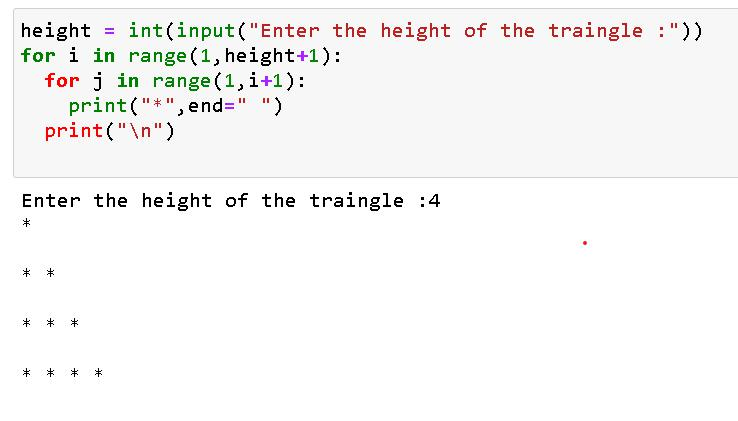 height = int(input("Enter the height of the traingle :"))
for i in range(1,height+1):
  for j in range(1,i+1):
    print("*",end=" ")
  print("\n")
Enter the height of the traingle :4
*
* *
* * *
* * * *